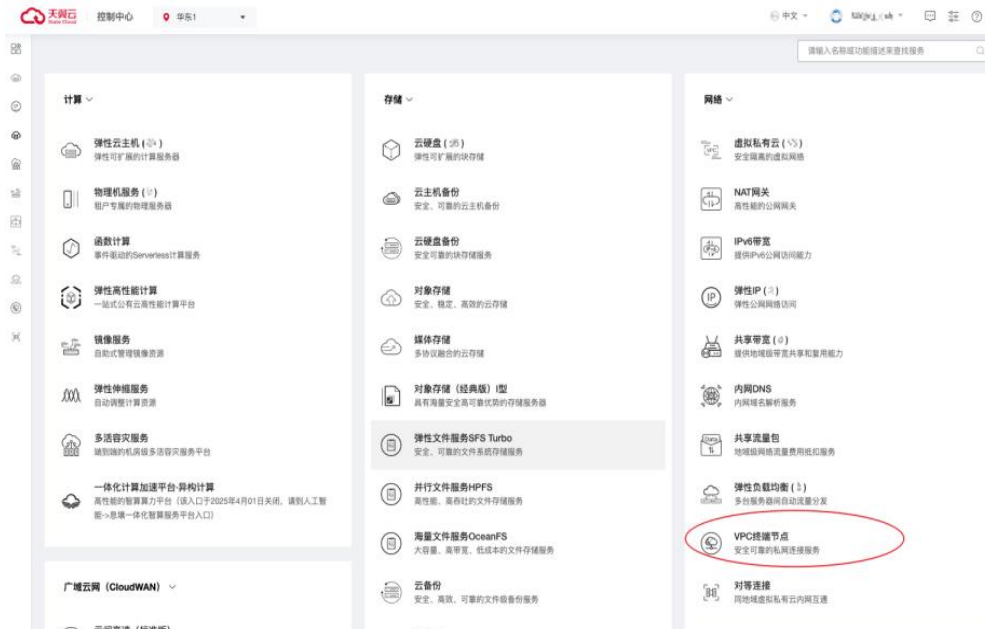 天翼云
State Cloud
控制中心
华东1
中文
请输入名称或功能描述来查找服务
计算
弹性云主机 ( )
弹性可扩展的计算服务器
物理机服务 ( )
租户专属的物理服务器
函数计算
事件驱动的Serverless计算服务
弹性高性能计算
一站式公有云高性能计算平台
镜像服务
自助式管理镜像资源
弹性伸缩服务
自动调整计算资源
多活容灾服务
端到端的机房级多活容灾服务平台
一体化计算加速平台·异构计算
高性能的智算算力平台（该入口于2025年04月01日关闭，请到人工智
能->息壤一体化智算服务平台入口）
广域云网（CloudWAN）
存储
云硬盘 ( )
弹性可扩展的块存储
云主机备份
安全、可靠的云主机备份
云硬盘备份
安全可靠的块存储服务
对象存储
安全、稳定、高效的云存储
媒体存储
多协议融合的云存储
对象存储（经典版）I型
具有海量安全高可靠优势的存储服务器
弹性文件服务SFS Turbo
安全、可靠的文件系统存储服务
并行文件服务HPFS
高性能、高吞吐的文件存储服务
海量文件服务OceanFS
大容量、高带宽、低成本的文件存储服务
云备份
安全、高效、可靠的文件级备份服务
网络
虚拟私有云 ( )
VPC
安全隔离的虚拟网络
NAT网关
高性能的公网网关
IPv6带宽
提供IPv6公网访问能力
弹性IP ( )
IP
弹性公网网络访问
共享带宽 ( )
提供地域级带宽共享和复用能力
内网DNS
内网域名解析服务
共享流量包
Data
地域级网络流量费用抵扣服务
弹性负载均衡 ( )
多台服务器间自动流量分发
VPC终端节点
安全可靠的私网连接服务
对等连接
同地域虚拟私有云内网互通